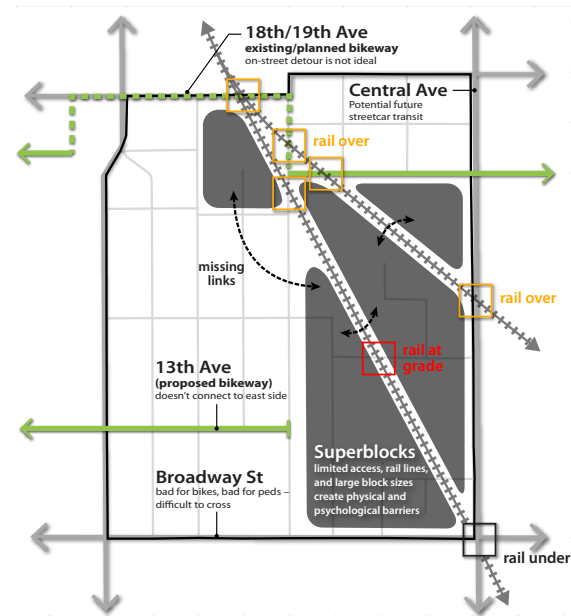 18th/19th Ave
existing/planned bikeway
on-street detour is not ideal
Central Ave
Potential future
streetcar transit
rail over
missing
links
rail over
rail at
grade
13th Ave
(proposed bikeway)
doesn't connect to east side
Superblocks
limited access, rail lines,
and large block sizes
create physical and
psychological barriers
Broadway St
bad for bikes, bad for peds –
difficult to cross
rail under